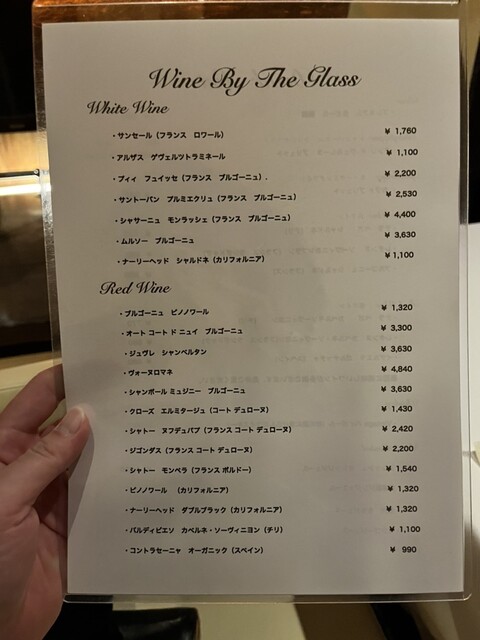 Wine By The Glass
White Wine
・サンセール（フランス　ロワール） ¥ 1,760
・アルザス　ゲヴェルツトラミネール ¥ 1,100
・プィィ　フュイッセ（フランス　ブルゴーニュ）. ¥ 2,200
・サントーバン　プルミエクリュ（フランス　ブルゴーニュ） ¥ 2,530
・シャサーニュ　モンラッシェ（フランス　ブルゴーニュ） ¥ 4,400
・ムルソー　ブルゴーニュ ¥ 3,630
・ナーリーヘッド　シャルドネ（カリフォルニア） ¥ 1,100
Red Wine
・ブルゴーニュ　ピノノワール ¥ 1,320
・オート コート ド ニュイ　ブルゴーニュ ¥ 3,300
・ジュヴレ　シャンベルタン ¥ 3,630
・ヴォーヌロマネ ¥ 4,840
・シャンボール ミュジニー　ブルゴーニュ ¥ 3,630
・クローズ　エルミタージュ（コート デュローヌ） ¥ 1,430
・シャトー　ヌフデュパプ（フランス コート デュローヌ） ¥ 2,420
・ジゴンダス（フランス コート デュローヌ） ¥ 2,200
・シャトー　モンペラ（フランス ボルドー） ¥ 1,540
・ピノノワール　（カリフォルニア） ¥ 1,320
・ナーリーヘッド　ダブルブラック（カリフォルニア） ¥ 1,320
・バルディビエソ　カベルネ・ソーヴィニヨン（チリ） ¥ 1,100
・コントラセーニャ　オーガニック（スペイン） ¥ 990